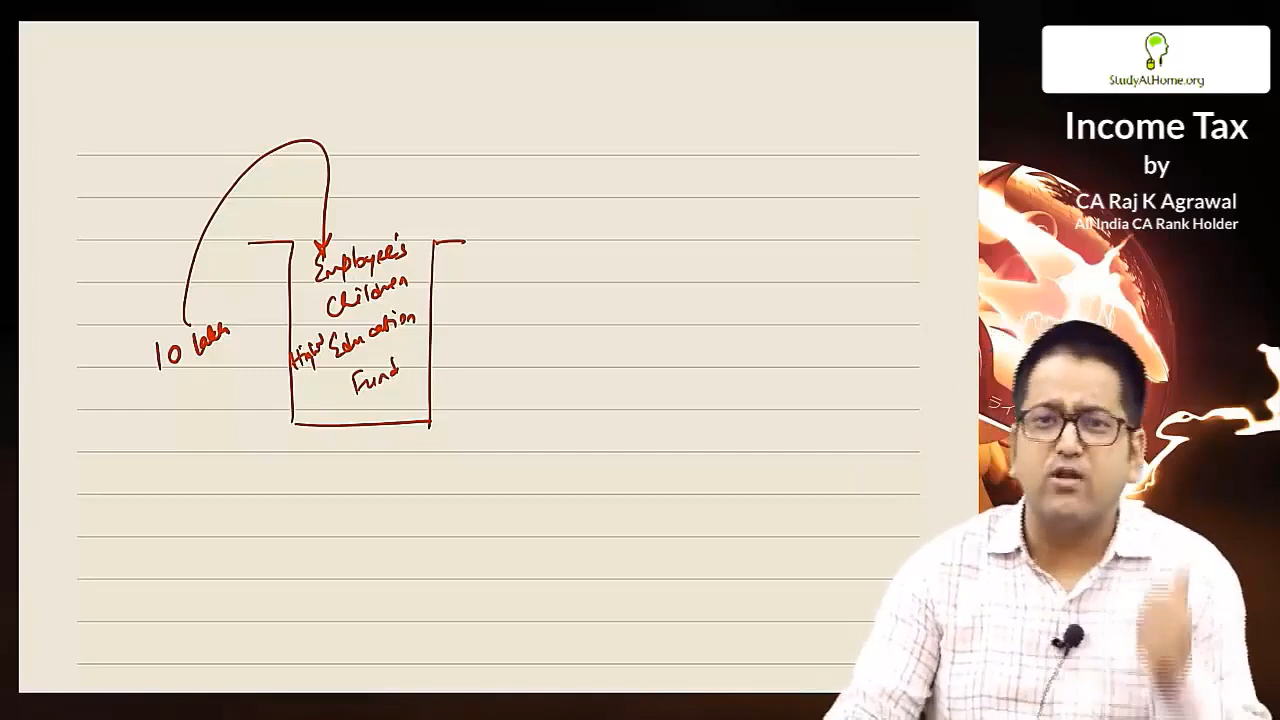 StudyAtHome.org
Income Tax
by
CA Raj K Agrawal
All India CA Rank Holder
Employee's
Children
Higher Education
Fund
10 lakh